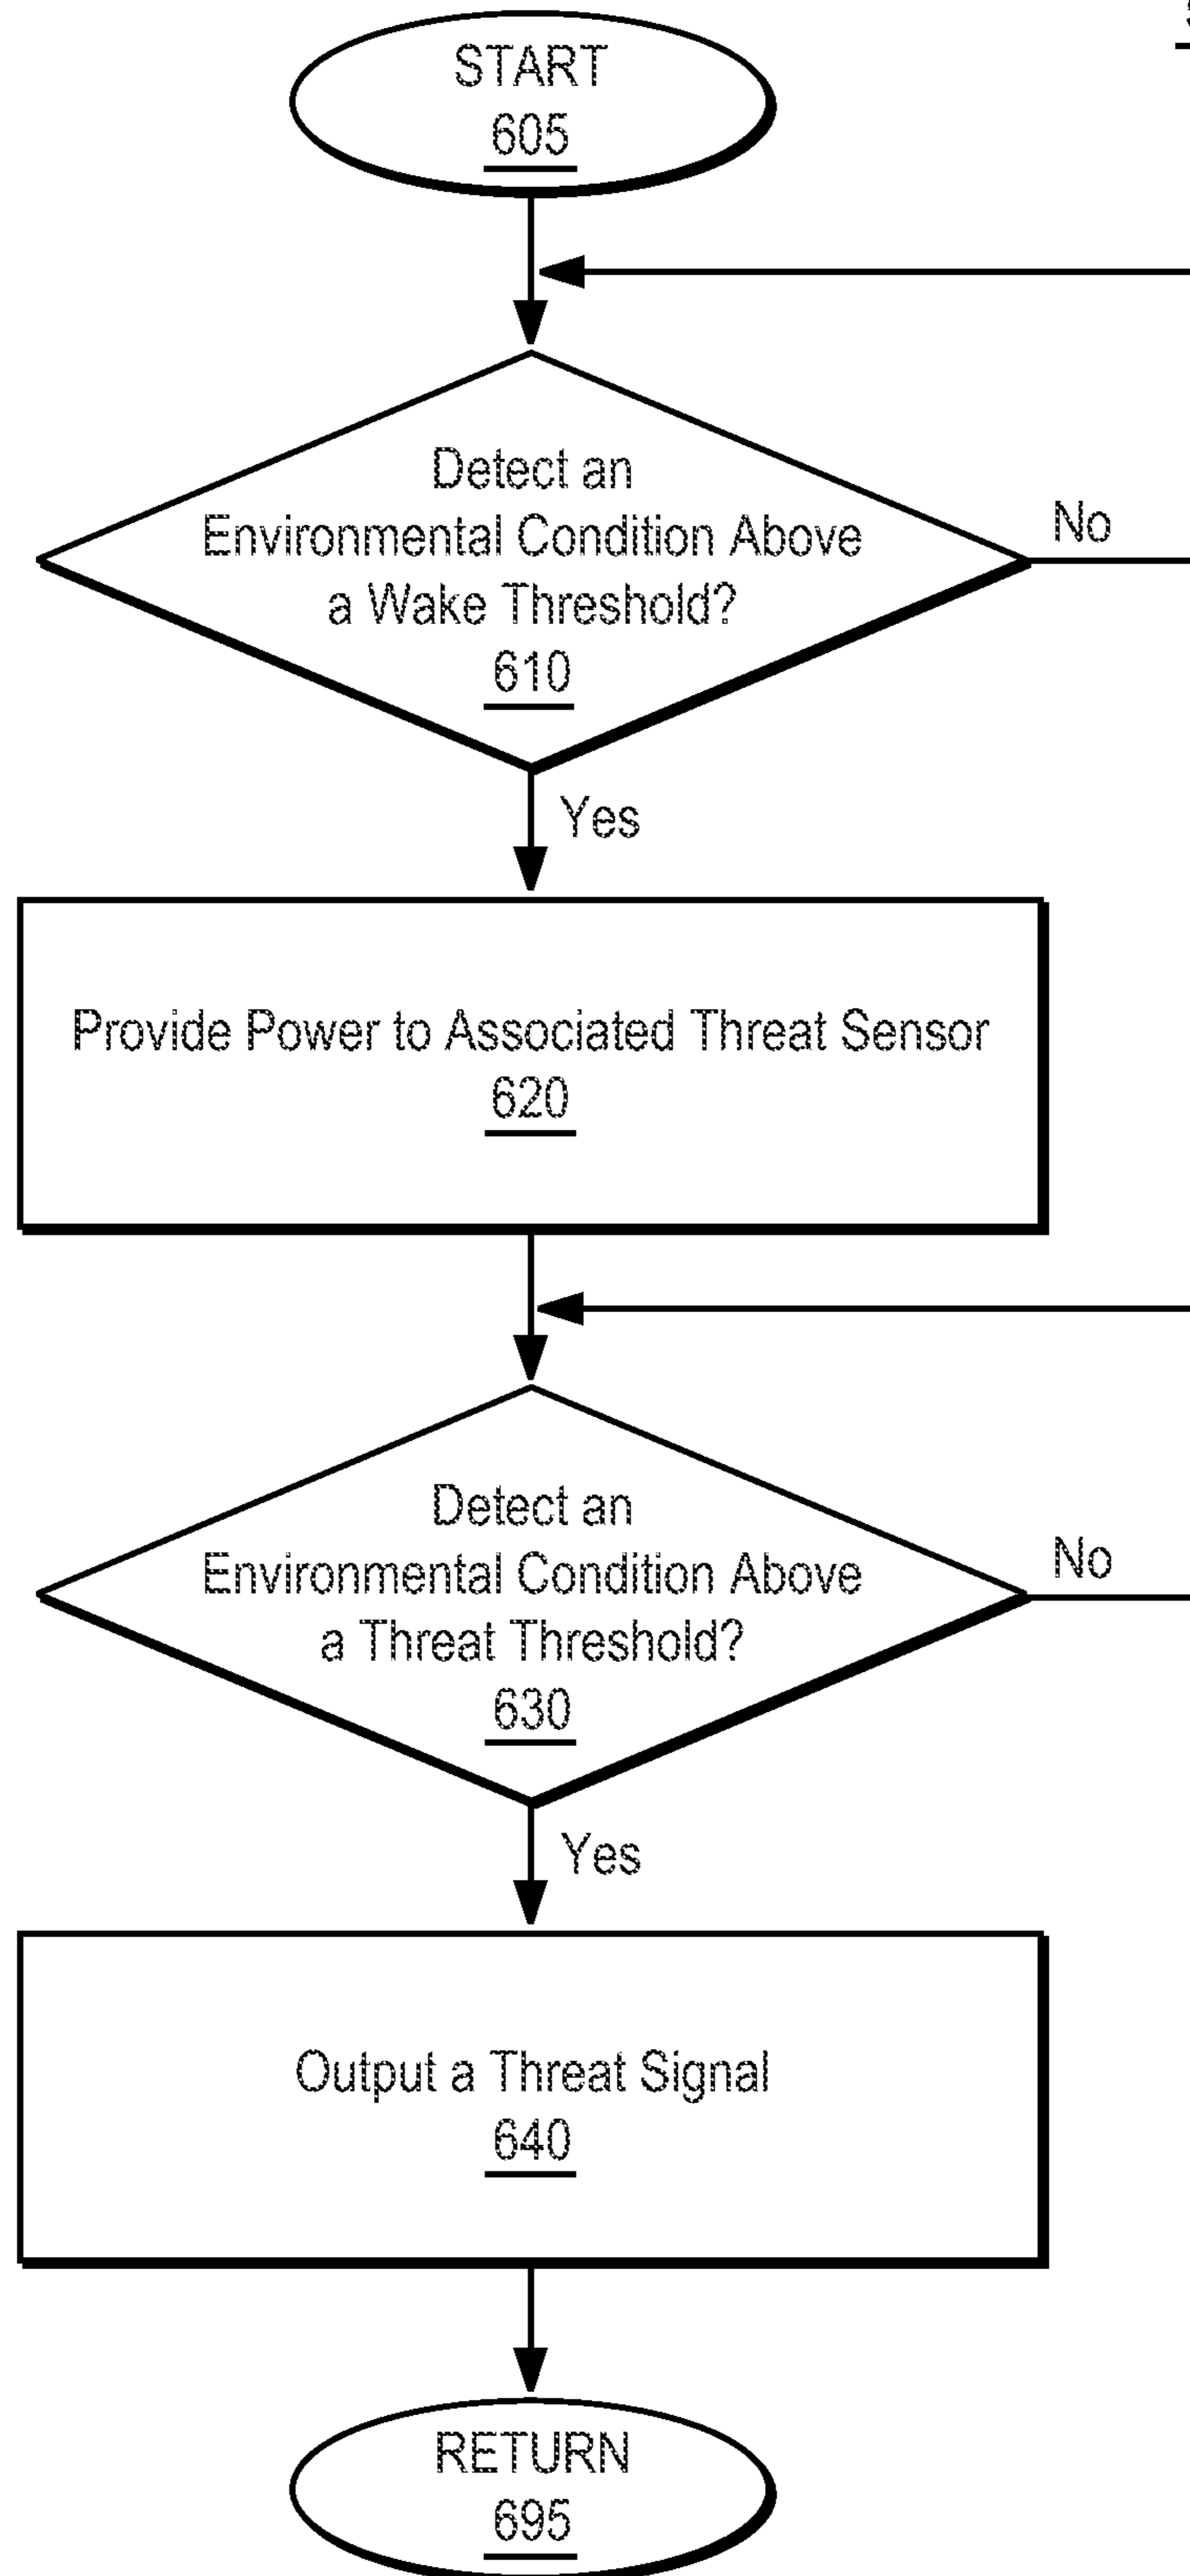 START
605
Detect an
Environmental Condition Above
a Wake Threshold?
610
No
Yes
Provide Power to Associated Threat Sensor
620
Detect an
Environmental Condition Above
a Threat Threshold?
630
No
Yes
Output a Threat Signal
640
RETURN
695